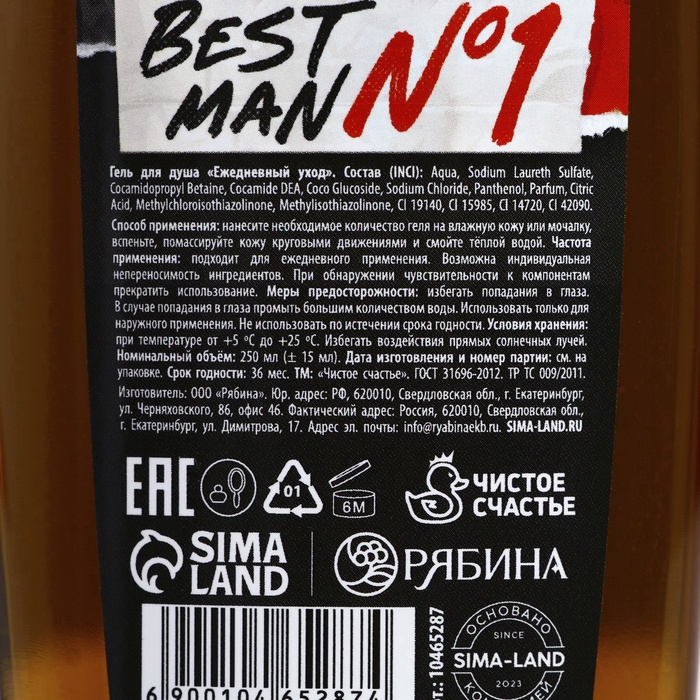 BEST
MAN №1
Гель для душа «Ежедневный уход». Состав (INCI): Aqua, Sodium Laureth Sulfate,
Cocamidopropyl Betaine, Cocamide DEA, Coco Glucoside, Sodium Chloride, Panthenol, Parfum, Citric
Acid, Methylchloroisothiazolinone, Methylisothiazolinone, CI 19140, CI 15985, CI 14720, CI 42090.
Способ применения: нанесите необходимое количество геля на влажную кожу или мочалку,
вспеньте, помассируйте кожу круговыми движениями и смойте тёплой водой. Частота
применения: подходит для ежедневного применения. Возможна индивидуальная
непереносимость ингредиентов. При обнаружении чувствительности к компонентам
прекратить использование. Меры предосторожности: избегать попадания в глаза.
В случае попадания в глаза промыть большим количеством воды. Использовать только для
наружного применения. Не использовать по истечении срока годности. Условия хранения:
при температуре от +5 ºC до +25 ºC. Избегать воздействия прямых солнечных лучей.
Номинальный объём: 250 мл (± 15 мл). Дата изготовления и номер партии: см. на
упаковке. Срок годности: 36 мес. ТМ: «Чистое счастье». ГОСТ 31696-2012. ТР ТС 009/2011.
Изготовитель: ООО «Рябина». Юр. адрес: РФ, 620010, Свердловская обл., г. Екатеринбург,
ул. Черняховского, 86, офис 46. Фактический адрес: Россия, 620010, Свердловская обл.,
г. Екатеринбург, ул. Димитрова, 17. Адрес эл. почты: info@ryabinaekb.ru. SIMA-LAND.RU
EAC
01
6M
ЧИСТОЕ
СЧАСТЬЕ
SIMA
LAND
РЯБИНА
6 900104 652874
т.: 10465287
ОСНОВАНО
SINCE
SIMA-LAND
2023